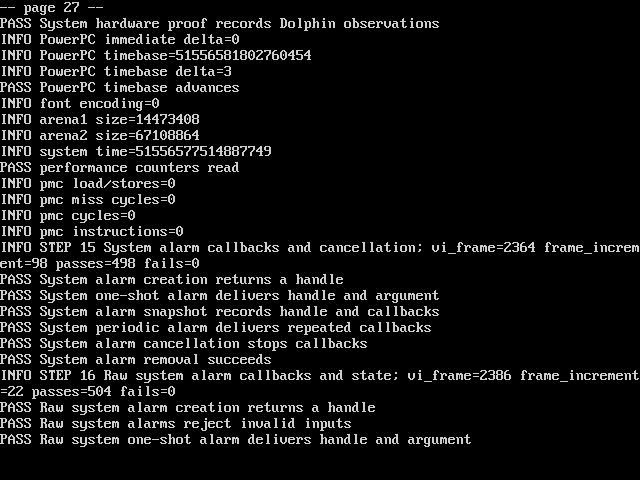 -- page 27 --
PASS System hardware proof records Dolphin observations
INFO PowerPC immediate delta=0
INFO PowerPC timebase=51556581802760454
INFO PowerPC timebase delta=3
PASS PowerPC timebase advances
INFO font encoding=0
INFO arena1 size=14473408
INFO arena2 size=67108864
INFO system time=51556577514887749
PASS performance counters read
INFO pmc load/stores=0
INFO pmc miss cycles=0
INFO pmc cycles=0
INFO pmc instructions=0
INFO STEP 15 System alarm callbacks and cancellation; vi_frame=2364 frame_increm
ent=98 passes=498 fails=0
PASS System alarm creation returns a handle
PASS System one-shot alarm delivers handle and argument
PASS System alarm snapshot records handle and callbacks
PASS System periodic alarm delivers repeated callbacks
PASS System alarm cancellation stops callbacks
PASS System alarm removal succeeds
INFO STEP 16 Raw system alarm callbacks and state; vi_frame=2386 frame_increment
=22 passes=504 fails=0
PASS Raw system alarm creation returns a handle
PASS Raw system alarms reject invalid inputs
PASS Raw system one-shot alarm delivers handle and argument